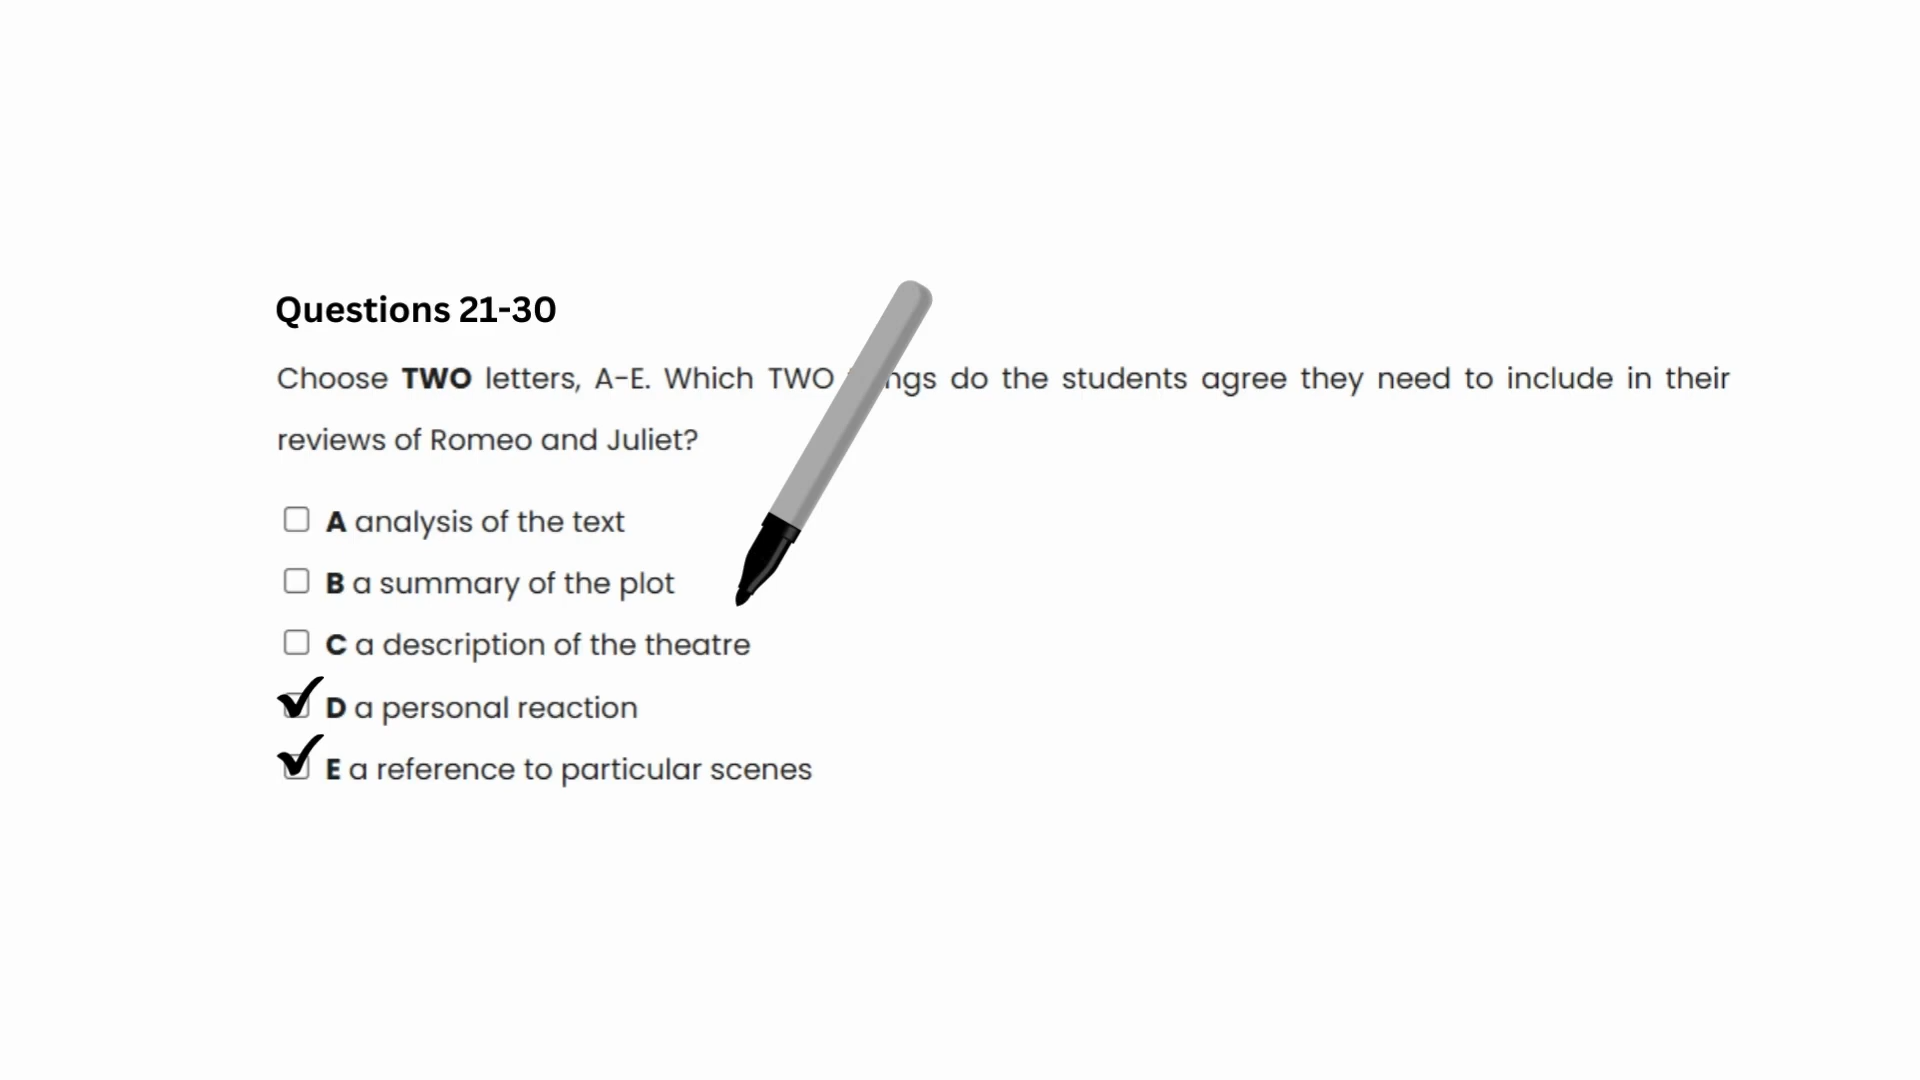 Questions 21-30
Choose TWO letters, A-E. Which TWO do the students agree they need to include in their
reviews of Romeo and Juliet?
A analysis of the text
B a summary of the plot
C a description of the theatre
D a personal reaction
E a reference to particular scenes